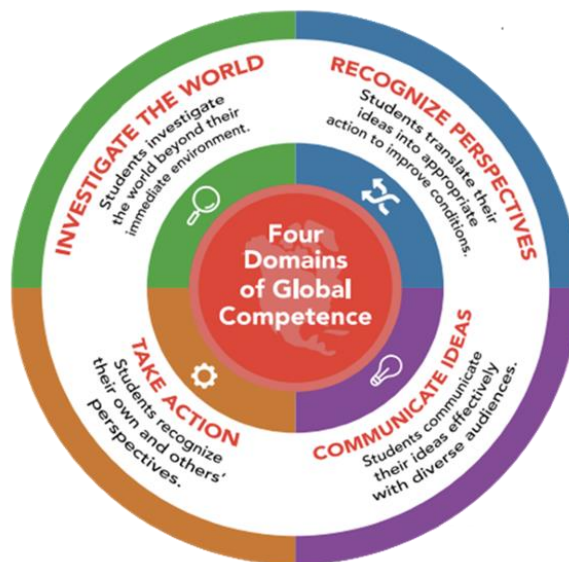 INVESTIGATE THE WORLD
Students investigate
the world beyond their
immediate environment.
RECOGNIZE PERSPECTIVES
Students translate their
ideas into appropriate
action to improve conditions.
Four
Domains
of Global
Competence
TAKE ACTION
Students recognize
their own and others'
perspectives.
COMMUNICATE IDEAS
Students communicate
their ideas effectively
with diverse audiences.